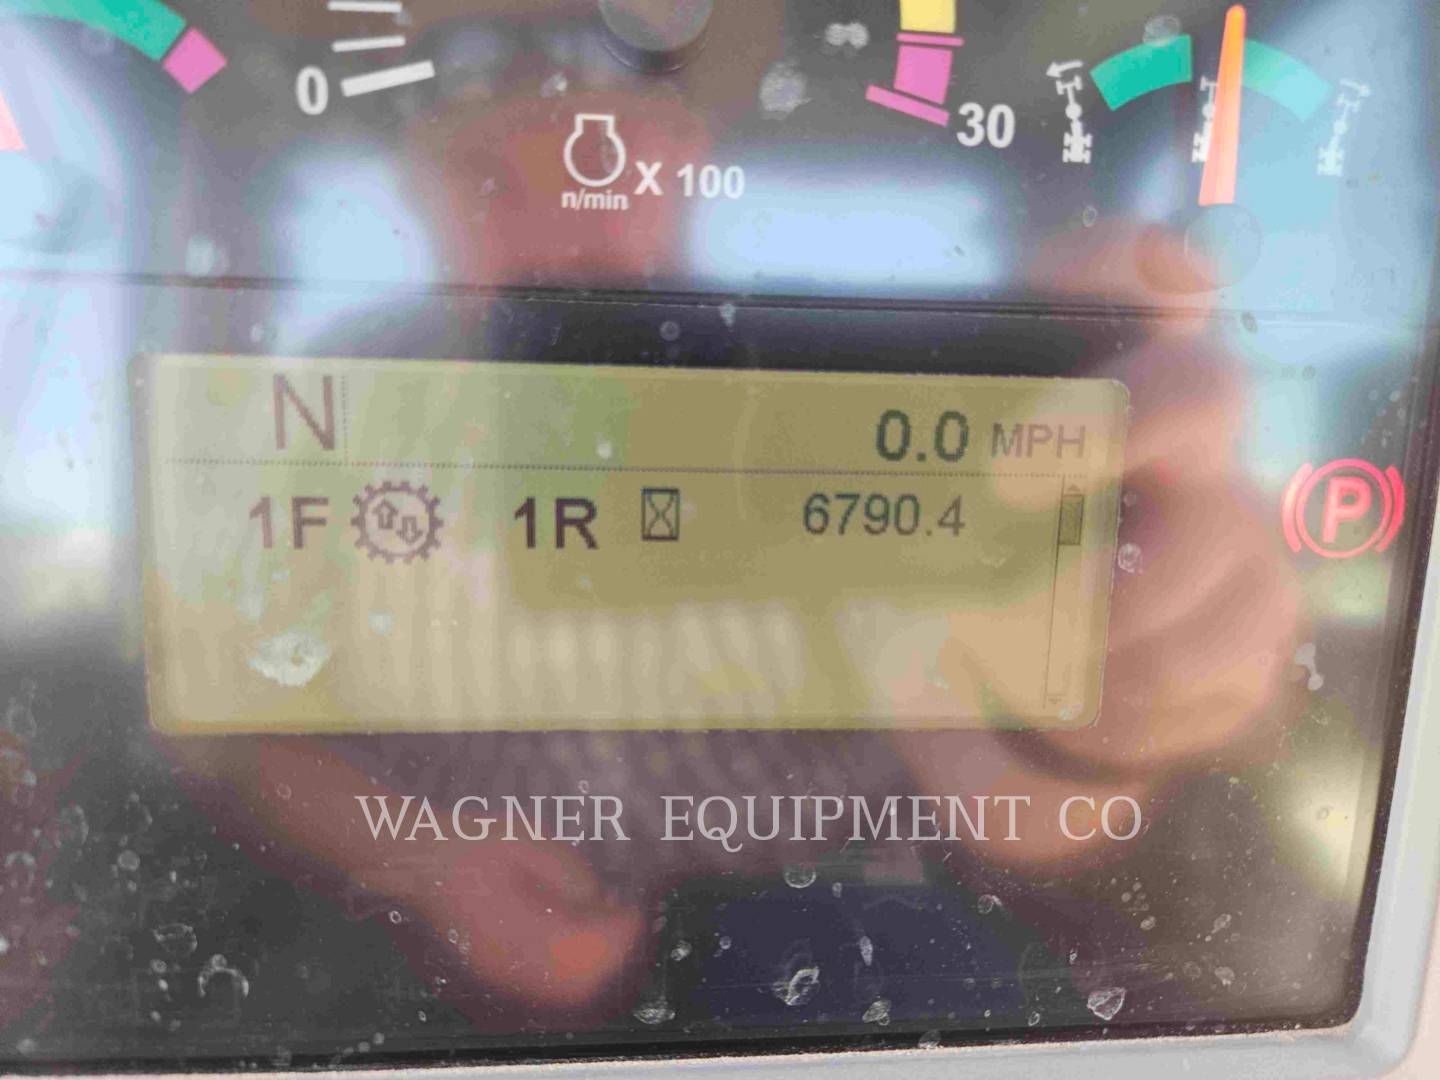 0
30
n/min X 100
N 0.0 MPH
1F 1R 6790.4
P
WAGNER EQUIPMENT CO